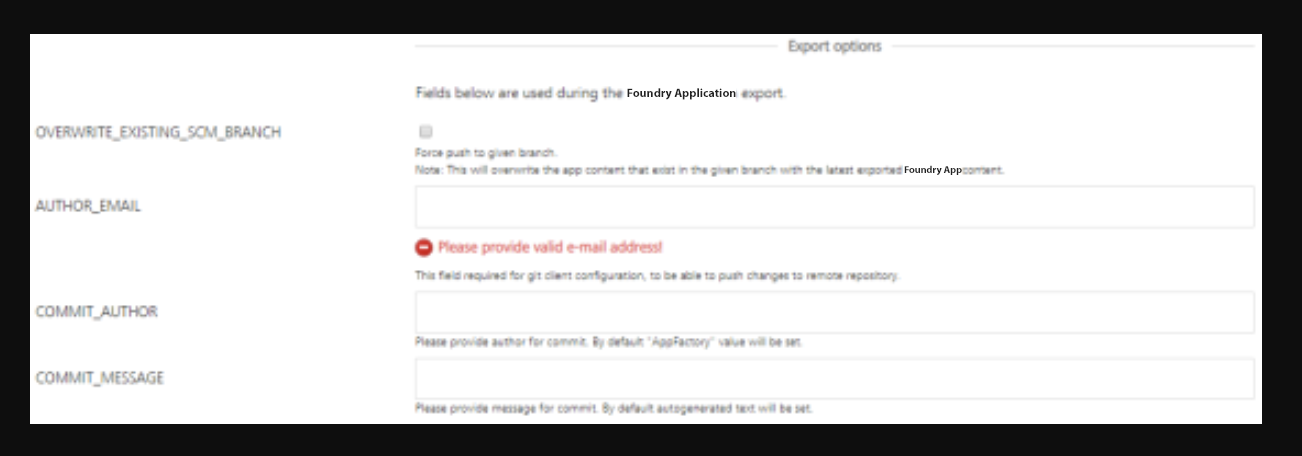 Export options
Fields below are used during the Foundry Application export.
OVERWRITE_EXISTING_SCM_BRANCH
Force push to given branch.
Note: This will overwrite the app content that exist in the given branch with the latest exported Foundry App content.
AUTHOR_EMAIL
Please provide valid e-mail address!
This field required for git client configuration, to be able to push changes to remote repository.
COMMIT_AUTHOR
Please provide author for commit. By default "AppFactory" value will be set.
COMMIT_MESSAGE
Please provide message for commit. By default autogenerated text will be set.